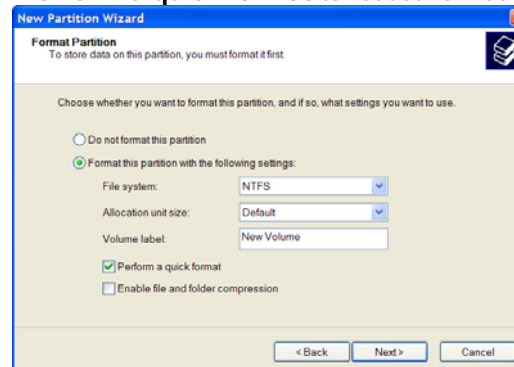 New Partition Wizard
Format Partition
To store data on this partition, you must format it first.
Choose whether you want to format this partition, and if so, what settings you want to use.
Do not format this partition
Format this partition with the following settings:
File system: NTFS
Allocation unit size: Default
Volume label: New Volume
Perform a quick format
Enable file and folder compression
< Back Next > Cancel